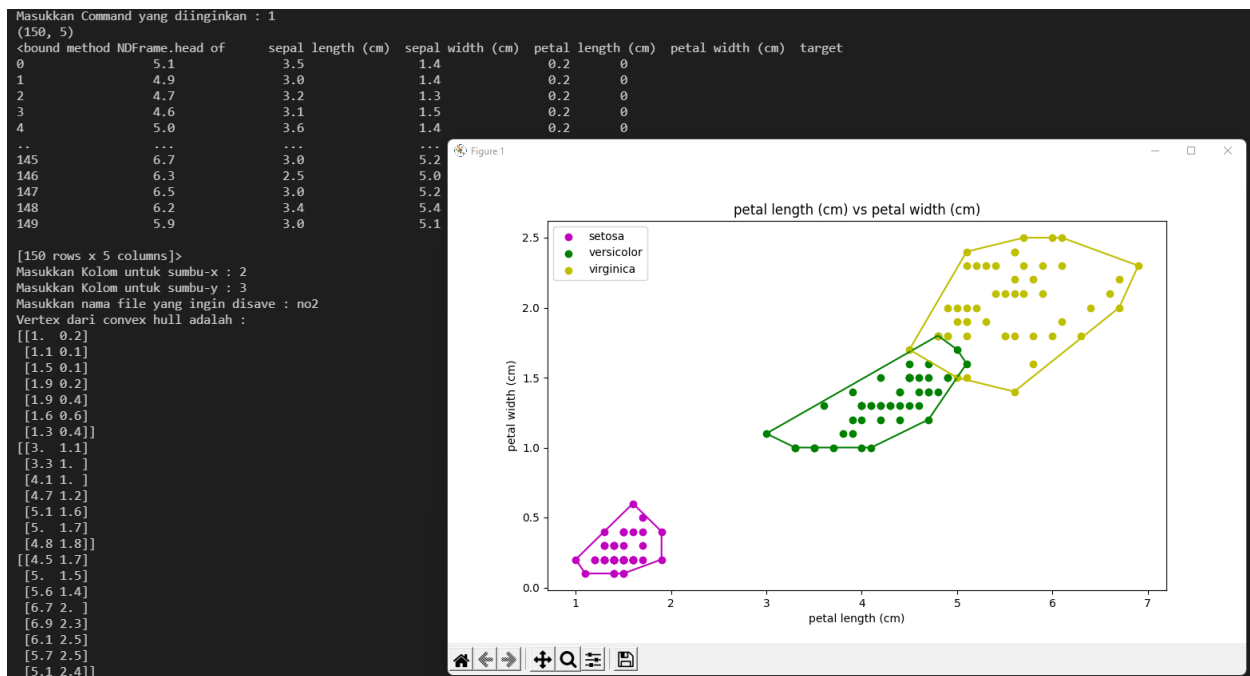 Masukkan Command yang diinginkan : 1
(150, 5)
<bound method NDFrame.head of      sepal length (cm)  sepal width (cm)  petal length (cm)  petal width (cm)  target
0                  5.1               3.5               1.4               0.2       0
1                  4.9               3.0               1.4               0.2       0
2                  4.7               3.2               1.3               0.2       0
3                  4.6               3.1               1.5               0.2       0
4                  5.0               3.6               1.4               0.2       0
..                 ...               ...               ...
145                6.7               3.0               5.2
146                6.3               2.5               5.0
147                6.5               3.0               5.2
148                6.2               3.4               5.4
149                5.9               3.0               5.1
[150 rows x 5 columns]>
Masukkan Kolom untuk sumbu-x : 2
Masukkan Kolom untuk sumbu-y : 3
Masukkan nama file yang ingin disave : no2
Vertex dari convex hull adalah :
[[1.  0.2]
 [1.1 0.1]
 [1.5 0.1]
 [1.9 0.2]
 [1.9 0.4]
 [1.6 0.6]
 [1.3 0.4]]
[[3.  1.1]
 [3.3 1. ]
 [4.1 1. ]
 [4.7 1.2]
 [5.1 1.6]
 [5.  1.7]
 [4.8 1.8]]
[[4.5 1.7]
 [5.  1.5]
 [5.6 1.4]
 [6.7 2. ]
 [6.9 2.3]
 [6.1 2.5]
 [5.7 2.5]
 [5.1 2.4]]
Figure 1
petal length (cm) vs petal width (cm)
setosa
versicolor
virginica
petal width (cm)
2.5
2.0
1.5
1.0
0.5
0.0
1 2 3 4 5 6 7
petal length (cm)